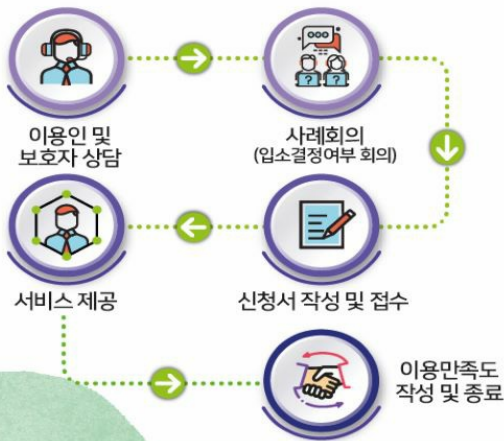 이용인 및
보호자 상담
사례회의
(입소결정여부 회의)
신청서 작성 및 접수
서비스 제공
이용만족도
작성 및 종료